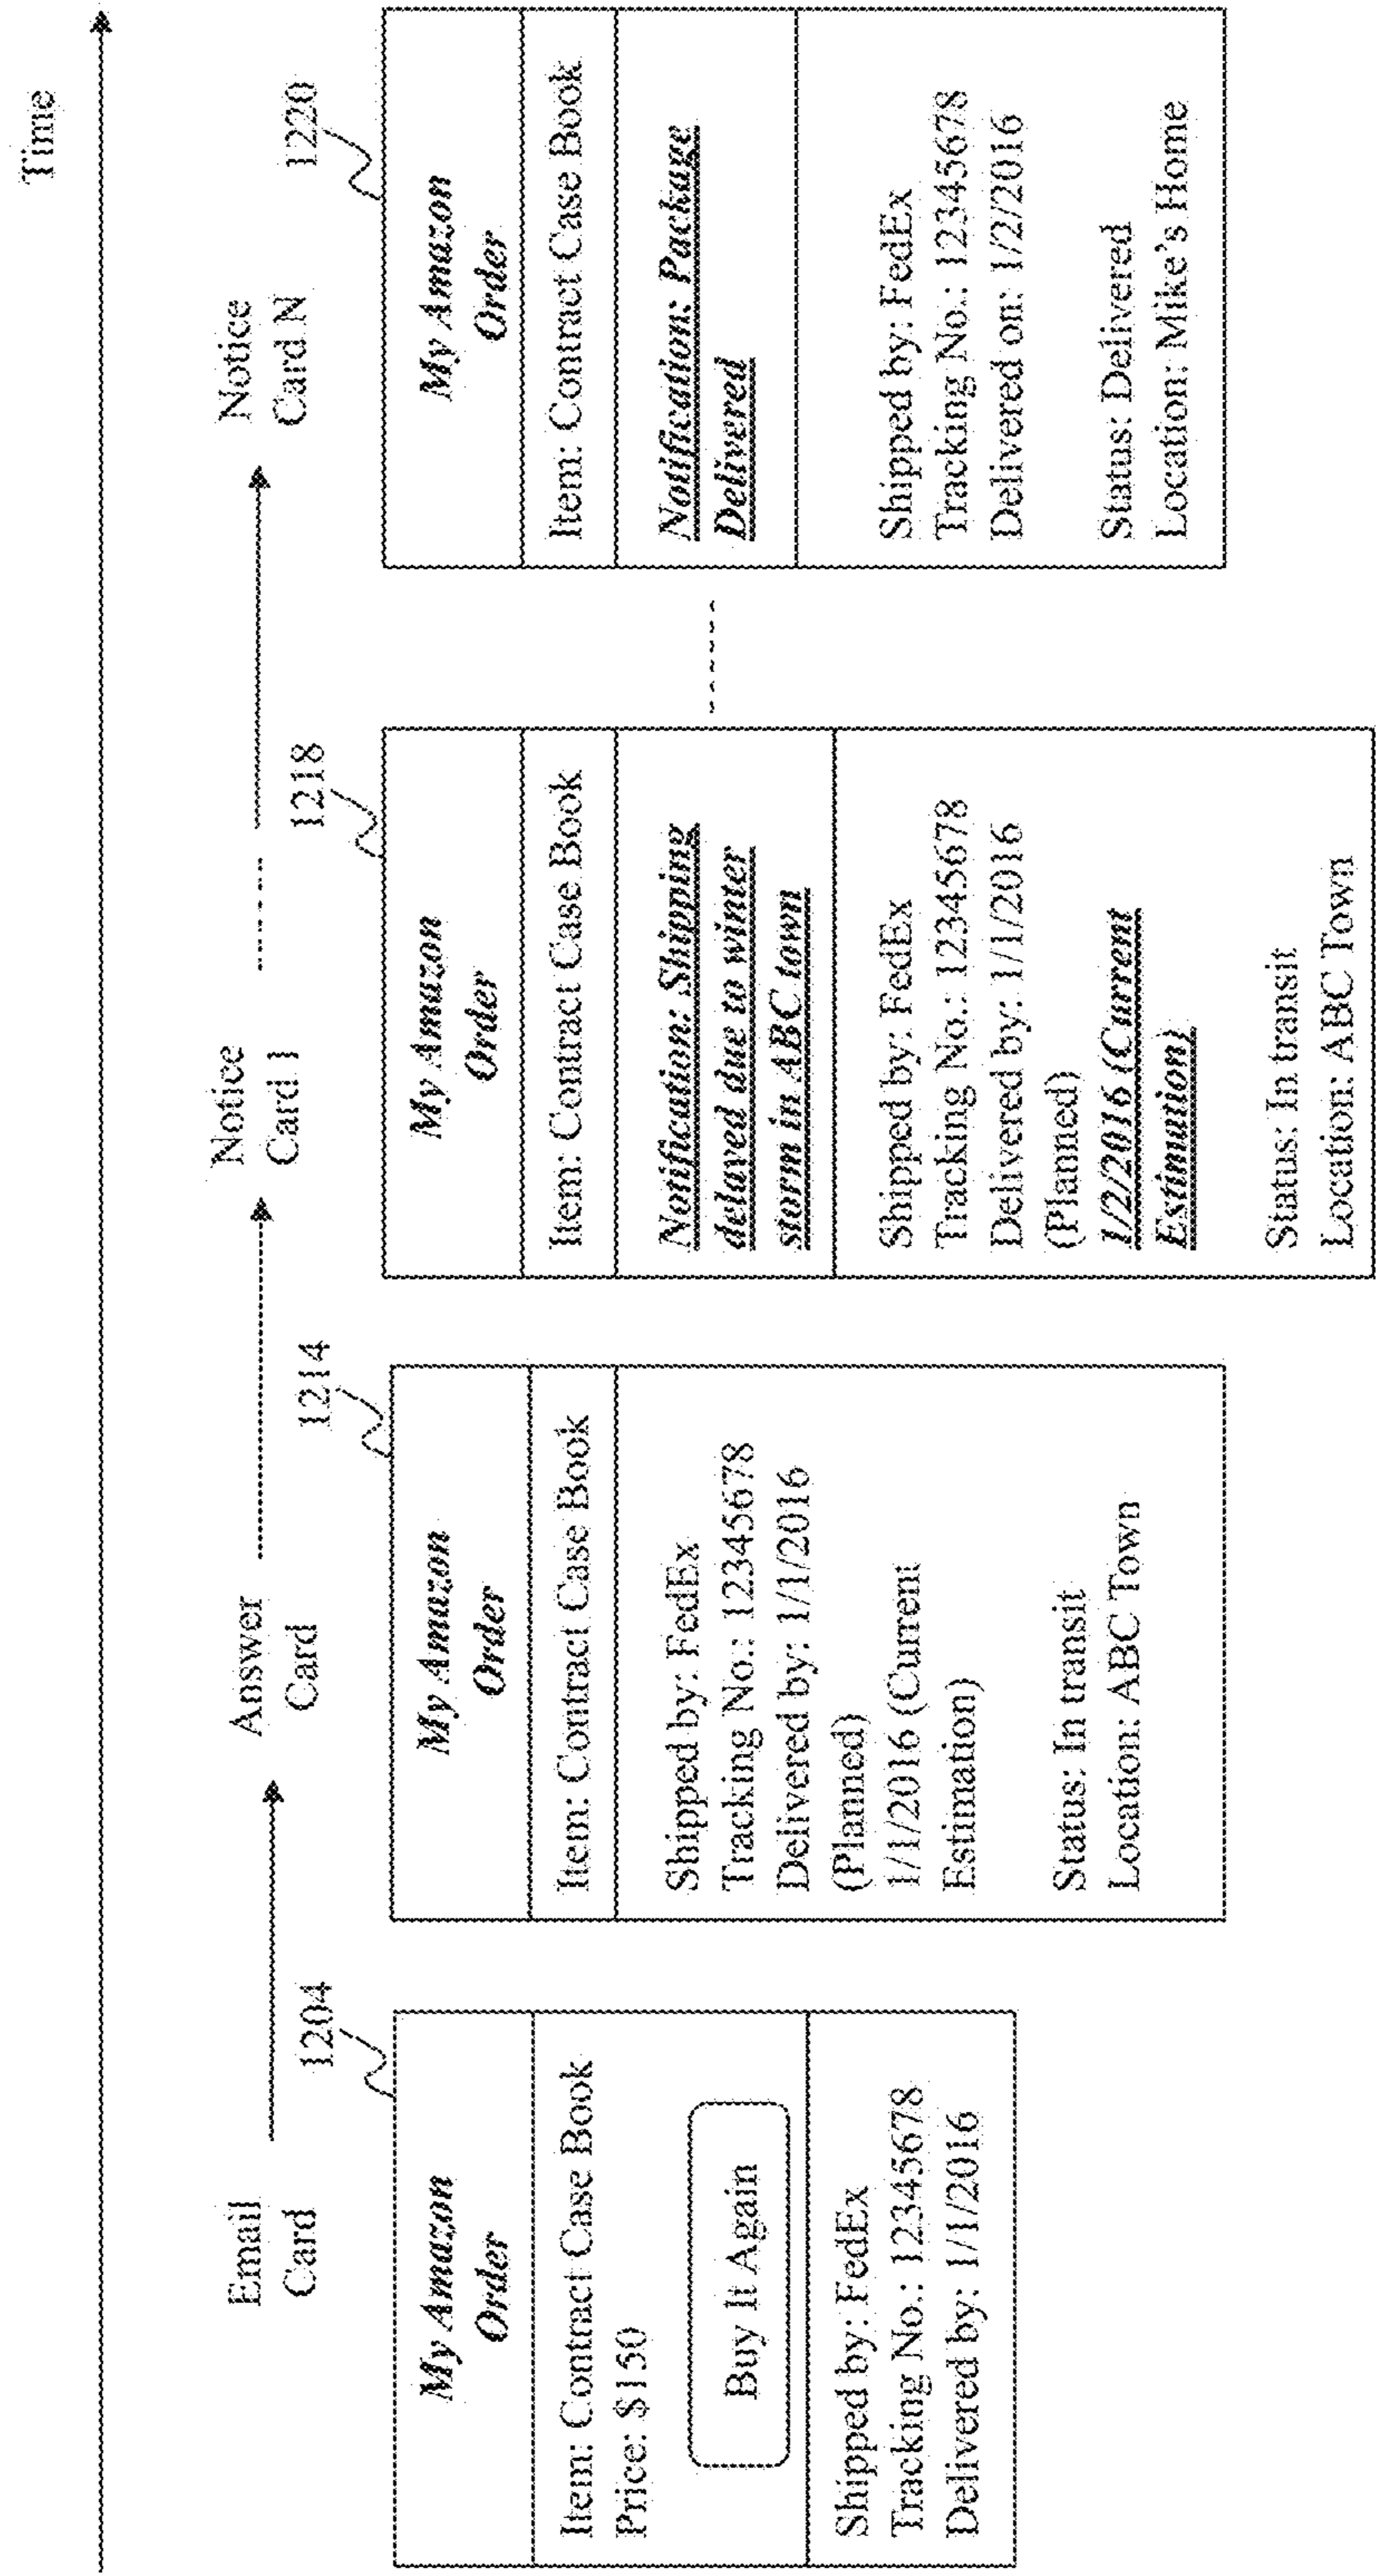 Time
Email
Card
Answer
Card
Notice
Card 1
Notice
Card N
1204
My Amazon
Order
Item: Contract Case Book
Price: $150
Buy It Again
Shipped by: FedEx
Tracking No.: 12345678
Delivered by: 1/1/2016
1214
My Amazon
Order
Item: Contract Case Book
Shipped by: FedEx
Tracking No.: 12345678
Delivered by: 1/1/2016
(Planned)
1/1/2016 (Current
Estimation)
Status: In transit
Location: ABC Town
1218
My Amazon
Order
Item: Contract Case Book
Notification: Shipping
delayed due to winter
storm in ABC town
Shipped by: FedEx
Tracking No.: 12345678
Delivered by: 1/1/2016
(Planned)
1/2/2016 (Current
Estimation)
Status: In transit
Location: ABC Town
1220
My Amazon
Order
Item: Contract Case Book
Notification: Package
Delivered
Shipped by: FedEx
Tracking No.: 12345678
Delivered on: 1/2/2016
Status: Delivered
Location: Mike's Home